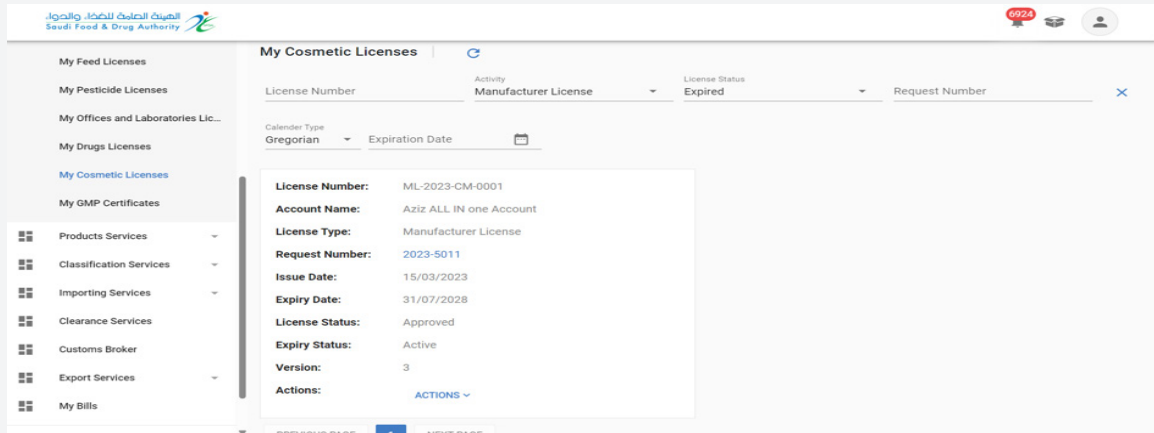 الهيئة العامة للغذاء والدواء
Saudi Food & Drug Authority
6924
My Feed Licenses
My Pesticide Licenses
My Offices and Laboratories Lic...
My Drugs Licenses
My Cosmetic Licenses
My GMP Certificates
Products Services
Classification Services
Importing Services
Clearance Services
Customs Broker
Export Services
My Bills
My Cosmetic Licenses
License Number
Activity
Manufacturer License
License Status
Expired
Request Number
Calender Type
Gregorian
Expiration Date
License Number: ML-2023-CM-0001
Account Name: Aziz ALL IN one Account
License Type: Manufacturer License
Request Number: 2023-5011
Issue Date: 15/03/2023
Expiry Date: 31/07/2028
License Status: Approved
Expiry Status: Active
Version: 3
Actions: ACTIONS
PREVIOUS PAGE 1 NEXT PAGE